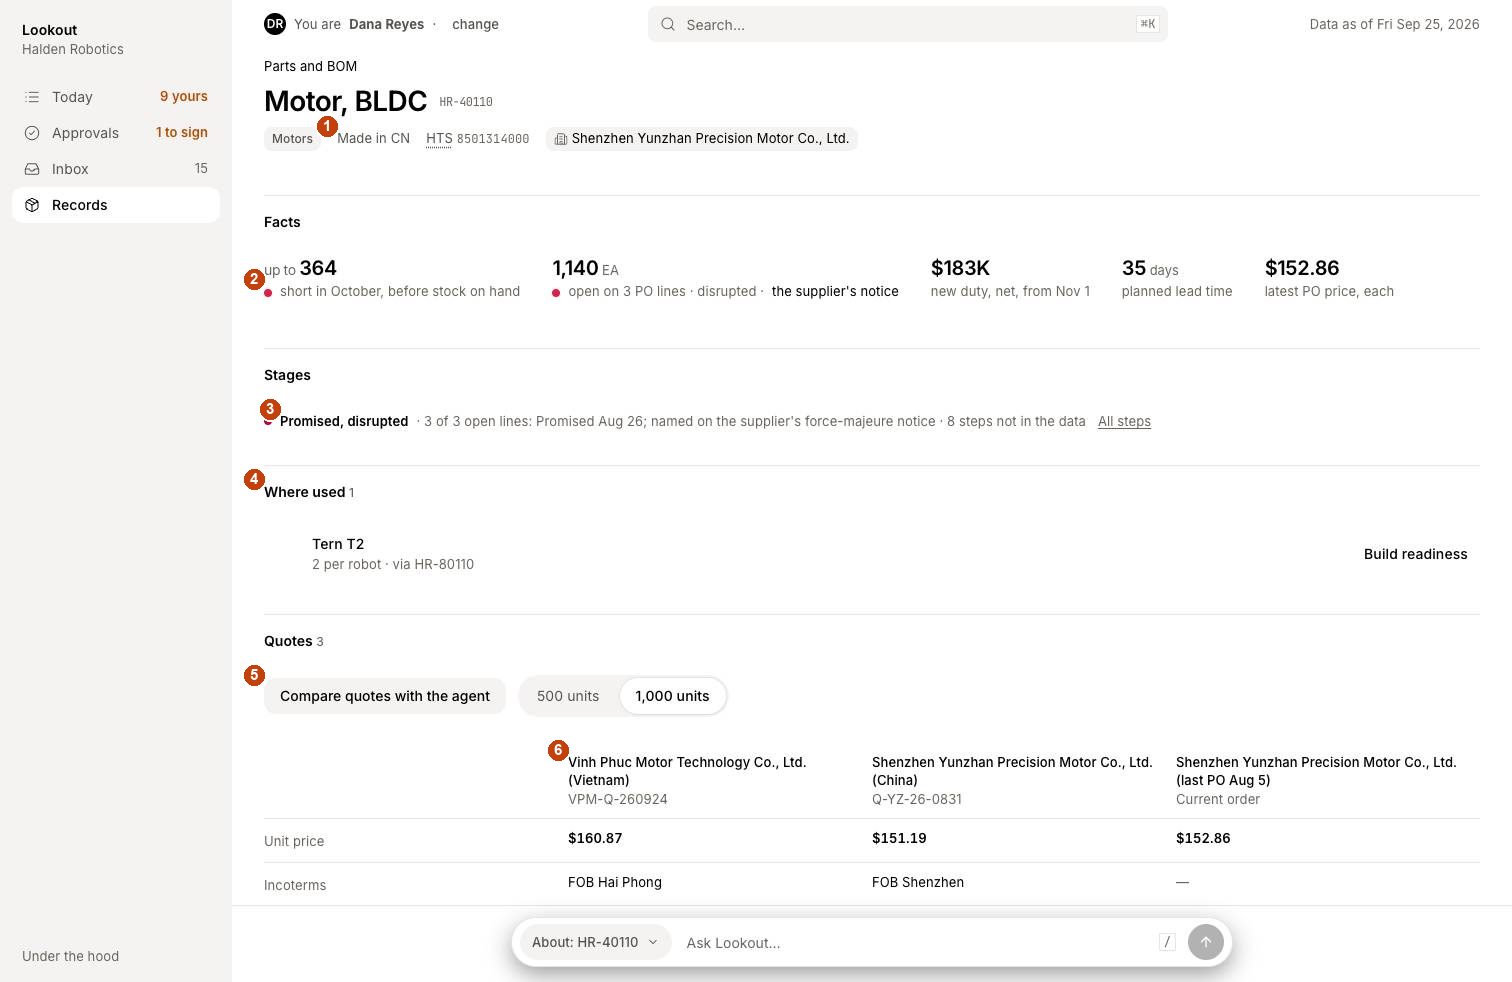 Lookout
Halden Robotics
Today 9 yours
Approvals 1 to sign
Inbox 15
Records
Under the hood
DR You are Dana Reyes · change
Search... ⌘K
Data as of Fri Sep 25, 2026
Parts and BOM
Motor, BLDC HR-40110
1
Motors Made in CN HTS 8501314000 Shenzhen Yunzhan Precision Motor Co., Ltd.
Facts
2
up to 364
short in October, before stock on hand
1,140 EA
open on 3 PO lines · disrupted · the supplier's notice
$183K
new duty, net, from Nov 1
35 days
planned lead time
$152.86
latest PO price, each
Stages
3
Promised, disrupted · 3 of 3 open lines: Promised Aug 26; named on the supplier's force-majeure notice · 8 steps not in the data All steps
4
Where used 1
Tern T2
2 per robot · via HR-80110
Build readiness
Quotes 3
5
Compare quotes with the agent 500 units 1,000 units
6
Vinh Phuc Motor Technology Co., Ltd.
(Vietnam)
VPM-Q-260924
Shenzhen Yunzhan Precision Motor Co., Ltd.
(China)
Q-YZ-26-0831
Shenzhen Yunzhan Precision Motor Co., Ltd.
(last PO Aug 5)
Current order
Unit price $160.87 $151.19 $152.86
Incoterms FOB Hai Phong FOB Shenzhen —
About: HR-40110 Ask Lookout... /